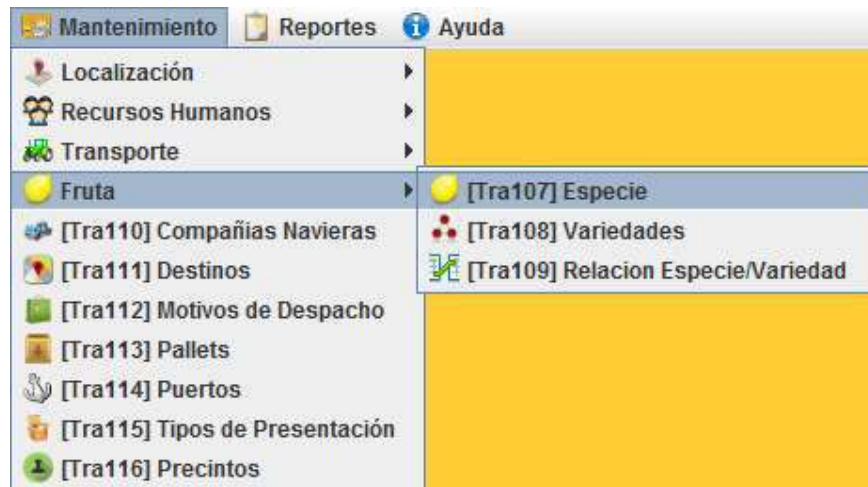 Mantenimiento Reportes Ayuda
Localización
Recursos Humanos
Transporte
Fruta
[Tra107] Especie
[Tra108] Variedades
[Tra109] Relacion Especie/Variedad
[Tra110] Compañias Navieras
[Tra111] Destinos
[Tra112] Motivos de Despacho
[Tra113] Pallets
[Tra114] Puertos
[Tra115] Tipos de Presentación
[Tra116] Precintos